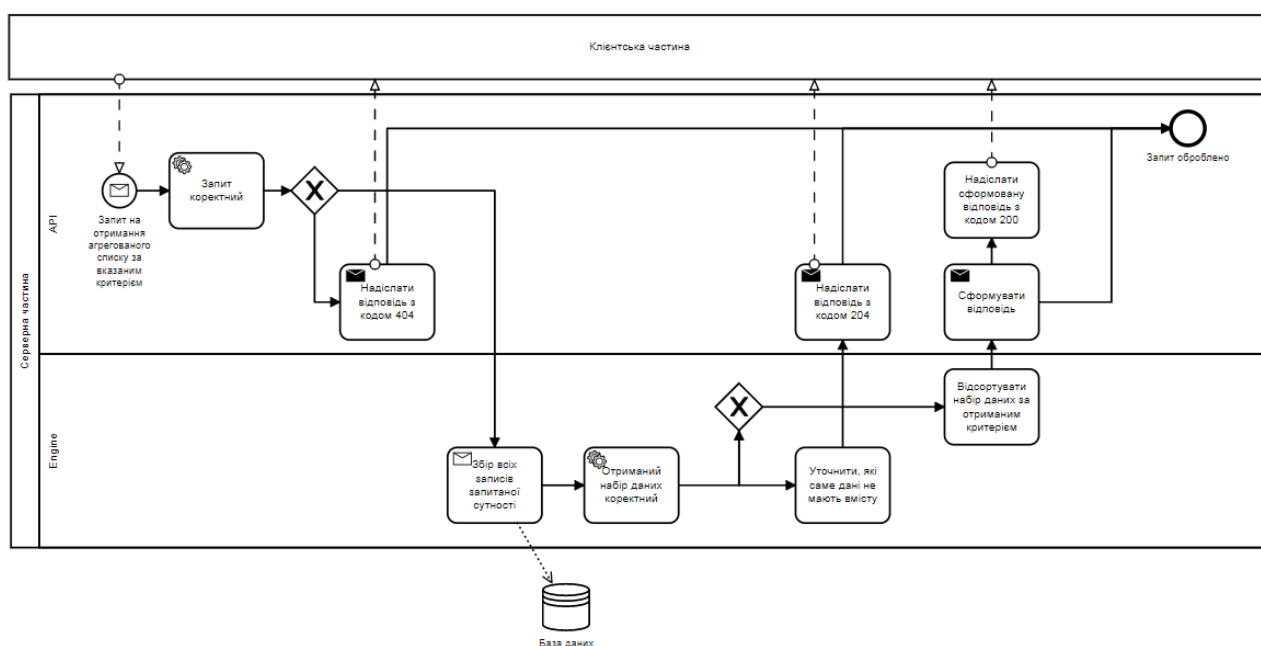 Клієнтська частина
Серверна частина
API
Запит на
отримання
агрегованого
списку за
вказаним
критерієм
Запит
коректний
X
Надіслати
відповідь з
кодом 404
Надіслати
відповідь з
кодом 204
Надіслати
сформовану
відповідь з
кодом 200
Сформувати
відповідь
Запит оброблено
Engine
Збір всіх
записів
запитаної
сутності
Отриманий
набір даних
коректний
X
Уточнити, які
саме дані не
мають вмісту
Відсортувати
набір даних за
отриманим
критерієм
База даних